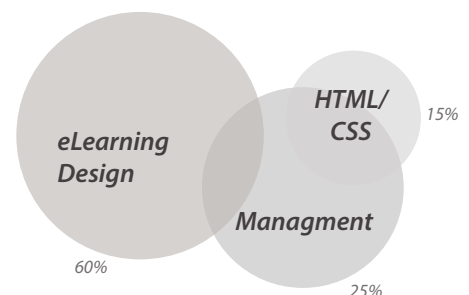 HTML/
CSS
15%
eLearning
Design
Managment
60%
25%